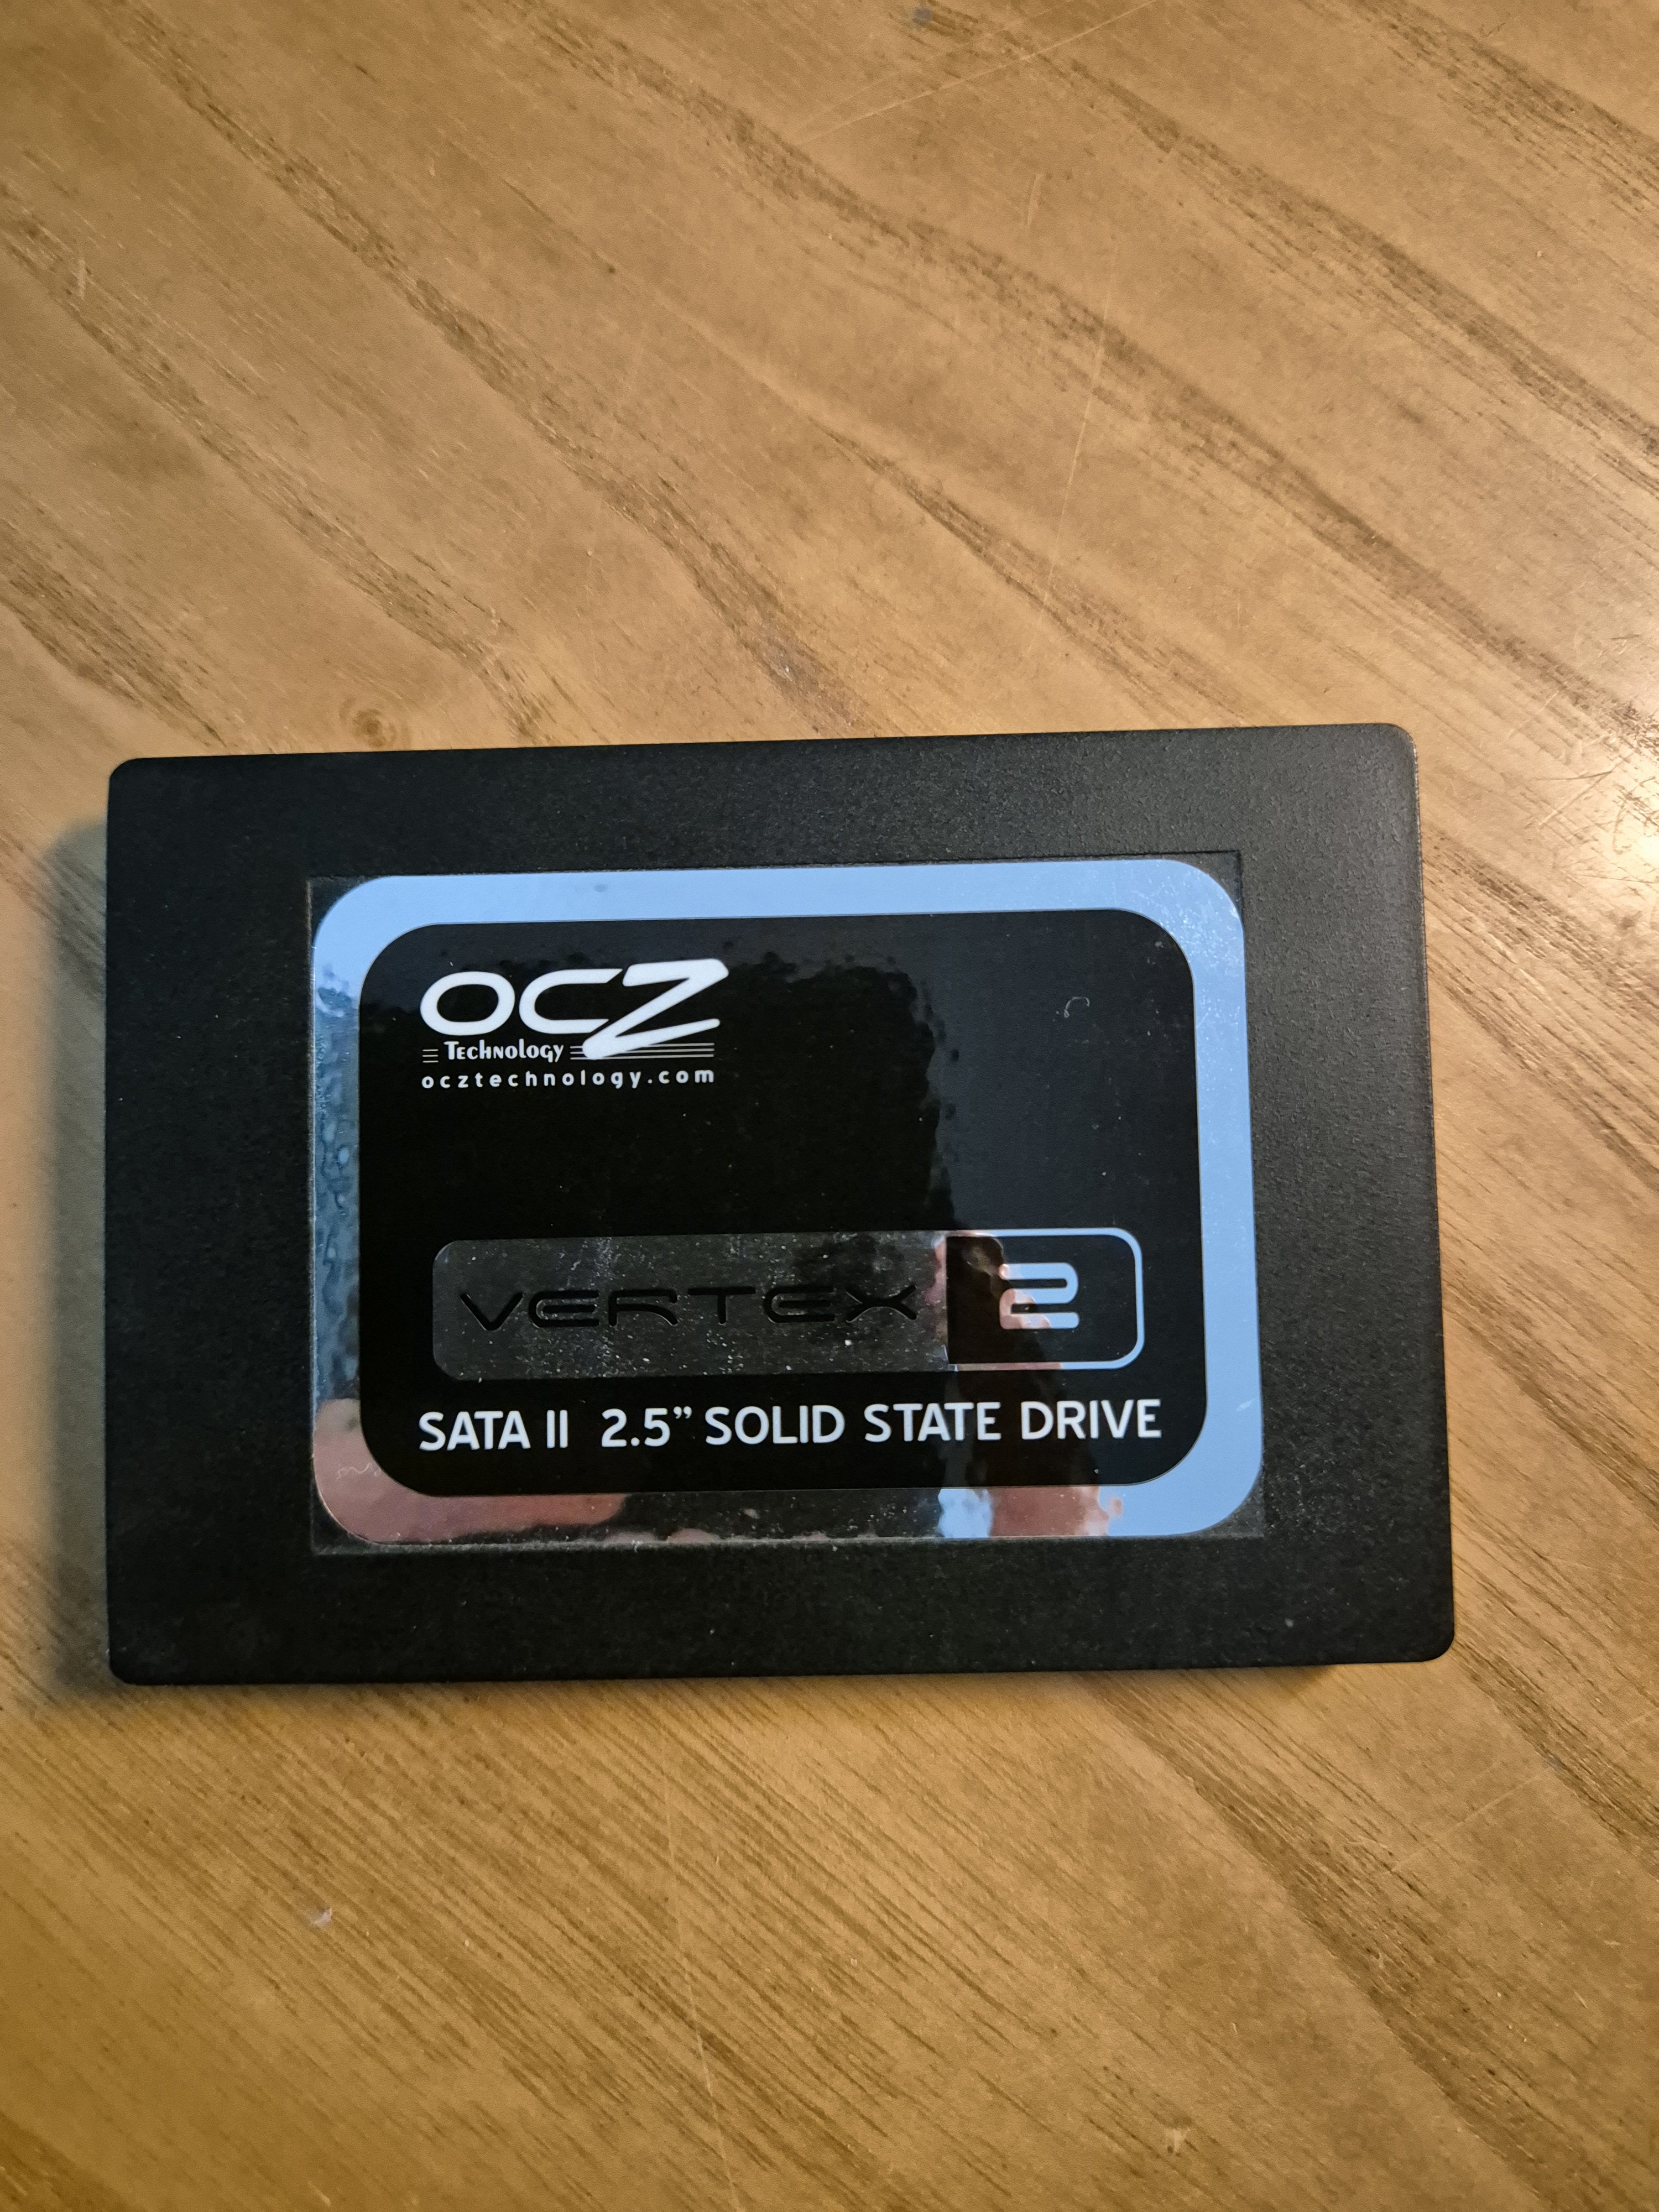 OCZ
Technology
ocztechnology.com
VERTEX 2
SATA II 2.5” SOLID STATE DRIVE